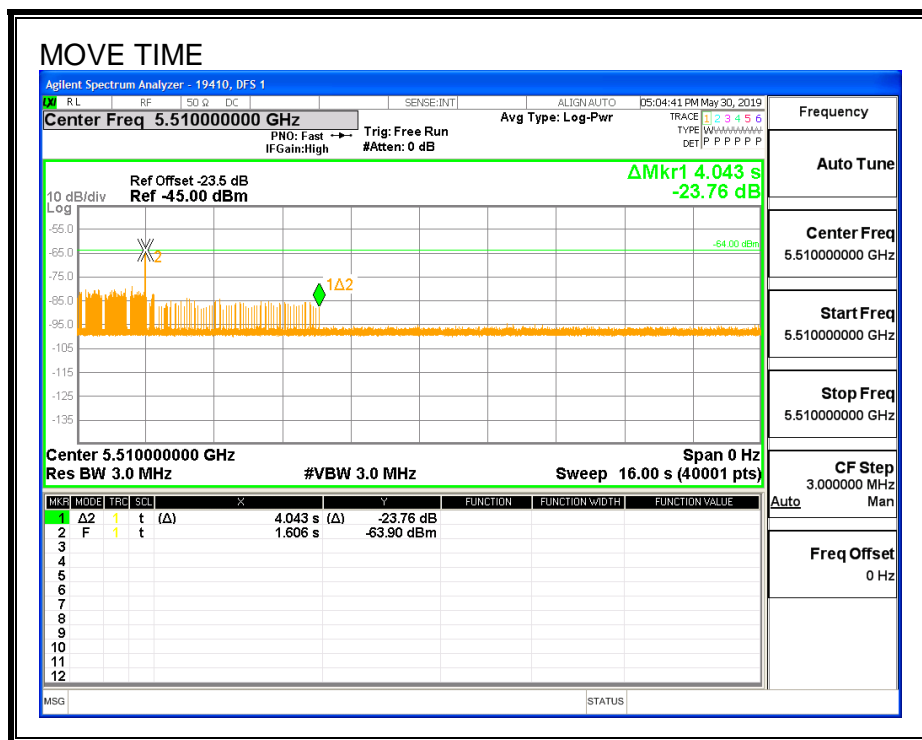 MOVE TIME
Agilent Spectrum Analyzer - 19410, DFS 1
LXI RL RF 50 Ω DC SENSE:INT ALIGN AUTO 05:04:41 PM May 30, 2019
Center Freq 5.510000000 GHz
PNO: Fast
IFGain:High
Trig: Free Run
#Atten: 0 dB
Avg Type: Log-Pwr
TRACE 1 2 3 4 5 6
TYPE W
DET P P P P P P
Ref Offset -23.5 dB
10 dB/div Ref -45.00 dBm
Log
ΔMkr1 4.043 s
-23.76 dB
-55.0
-65.0
-75.0
-85.0
-95.0
-105
-115
-125
-135
-64.00 dBm
2
1Δ2
Center 5.510000000 GHz Span 0 Hz
Res BW 3.0 MHz #VBW 3.0 MHz Sweep 16.00 s (40001 pts)
MKR MODE TRC SCL X Y FUNCTION FUNCTION WIDTH FUNCTION VALUE
1 Δ2 1 t (Δ) 4.043 s (Δ) -23.76 dB
2 F 1 t 1.606 s -63.90 dBm
3
4
5
6
7
8
9
10
11
12
MSG STATUS
Frequency
Auto Tune
Center Freq
5.510000000 GHz
Start Freq
5.510000000 GHz
Stop Freq
5.510000000 GHz
CF Step
3.000000 MHz
Auto Man
Freq Offset
0 Hz